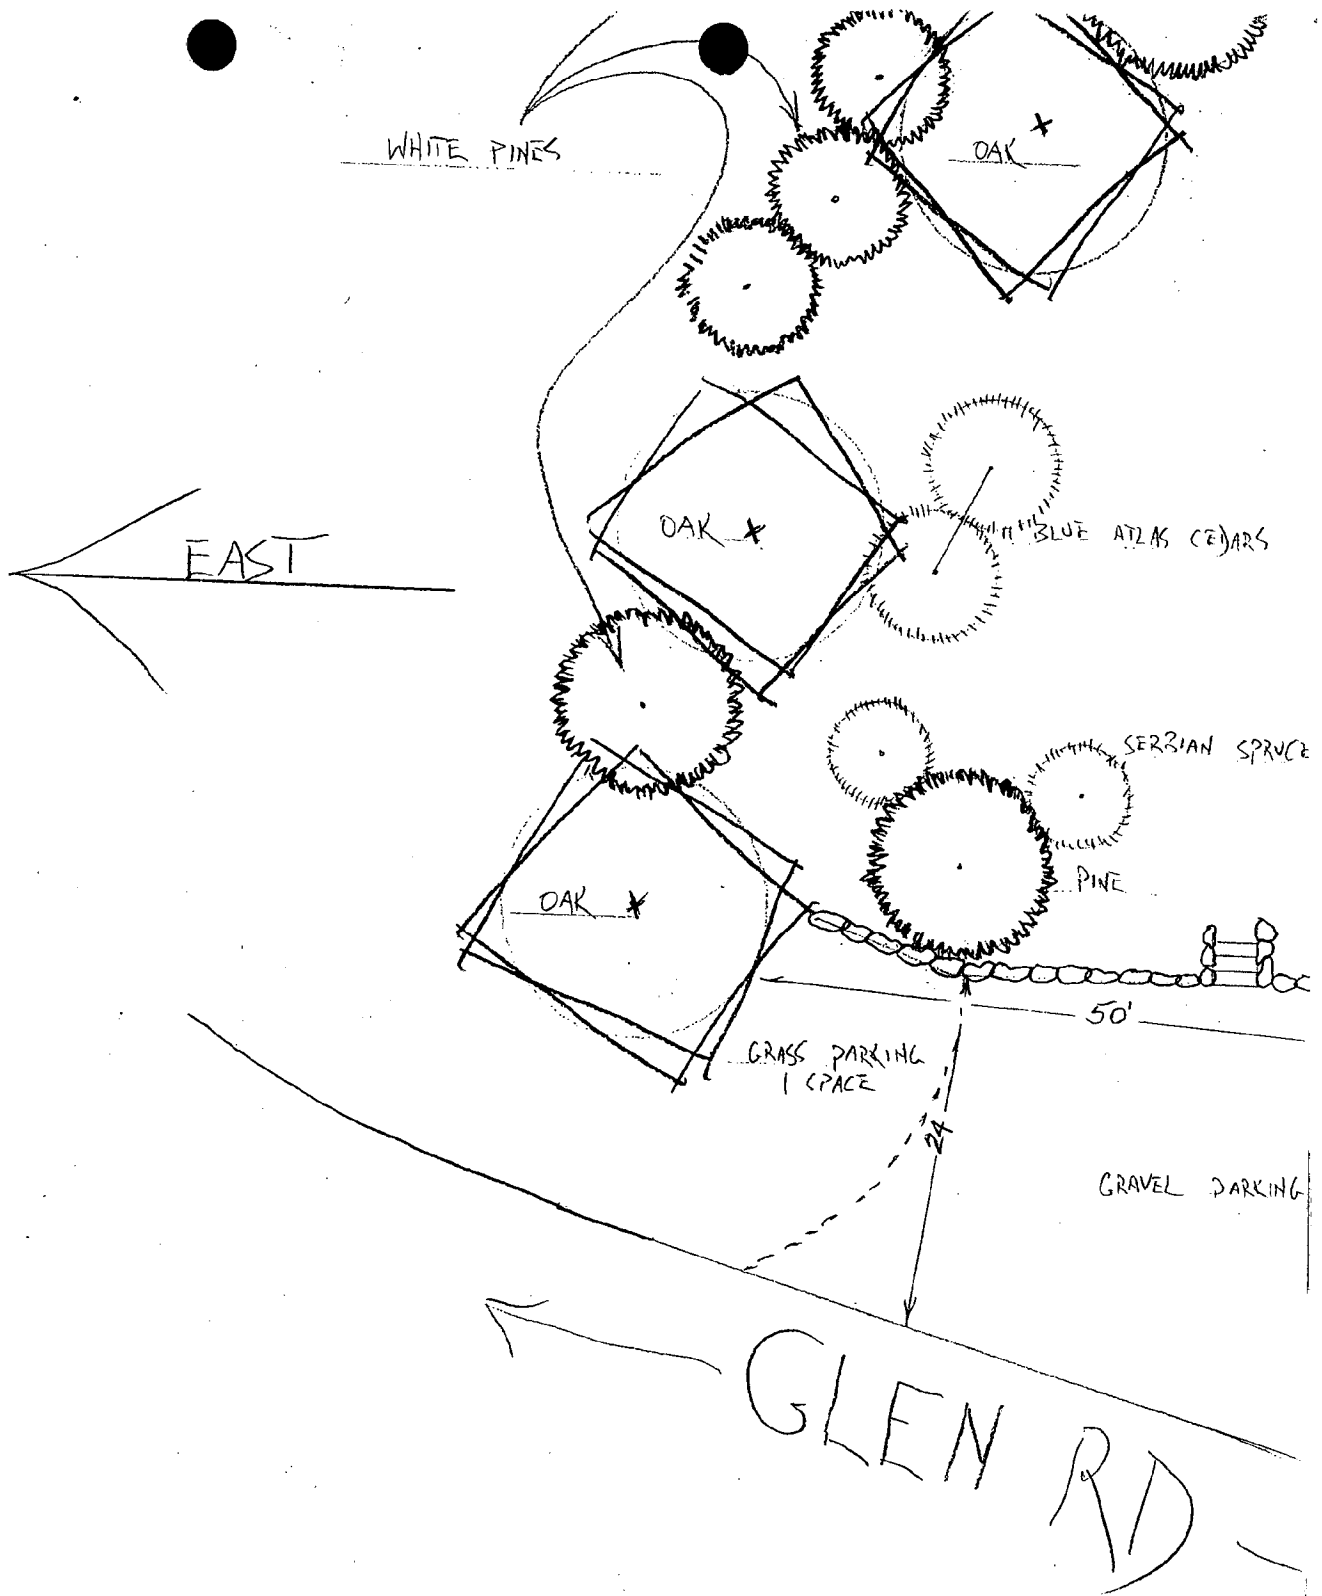 WHITE PINES
OAK
OAK
BLUE ATLAS CEDARS
EAST
SERBIAN SPRUCE
OAK
PINE
50'
GRASS PARKING
1 SPACE
24
GRAVEL PARKING
GLEN RD